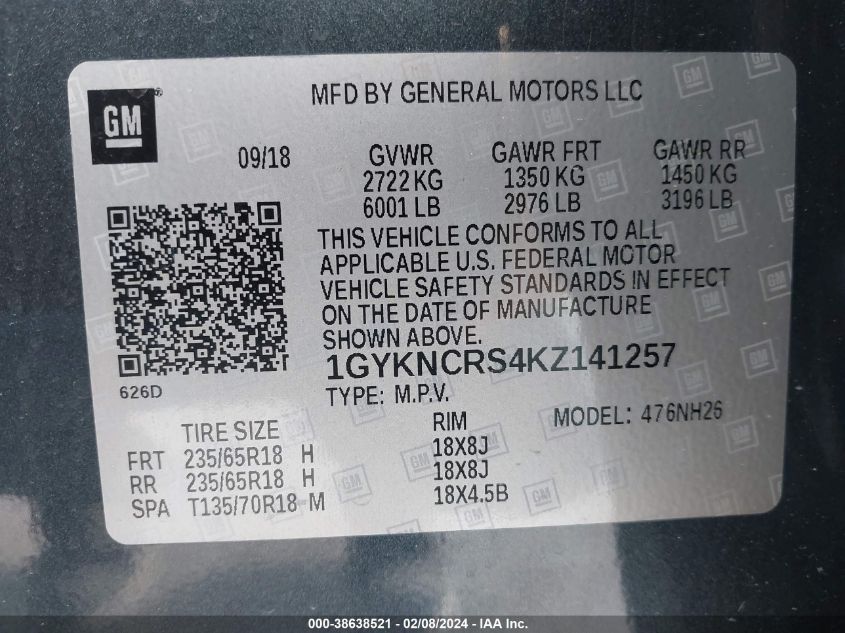 GM ®
MFD BY GENERAL MOTORS LLC
09/18
GVWR
2722 KG
6001 LB
GAWR FRT
1350 KG
2976 LB
GAWR RR
1450 KG
3196 LB
THIS VEHICLE CONFORMS TO ALL
APPLICABLE U.S. FEDERAL MOTOR
VEHICLE SAFETY STANDARDS IN EFFECT
ON THE DATE OF MANUFACTURE
SHOWN ABOVE.
1GYKNCRS4KZ141257
626D
TYPE: M.P.V.
MODEL: 476NH26
TIRE SIZE
RIM
FRT 235/65R18 H 18X8J
RR 235/65R18 H 18X8J
SPA T135/70R18 M 18X4.5B
000-38638521 - 02/08/2024 - IAA Inc.